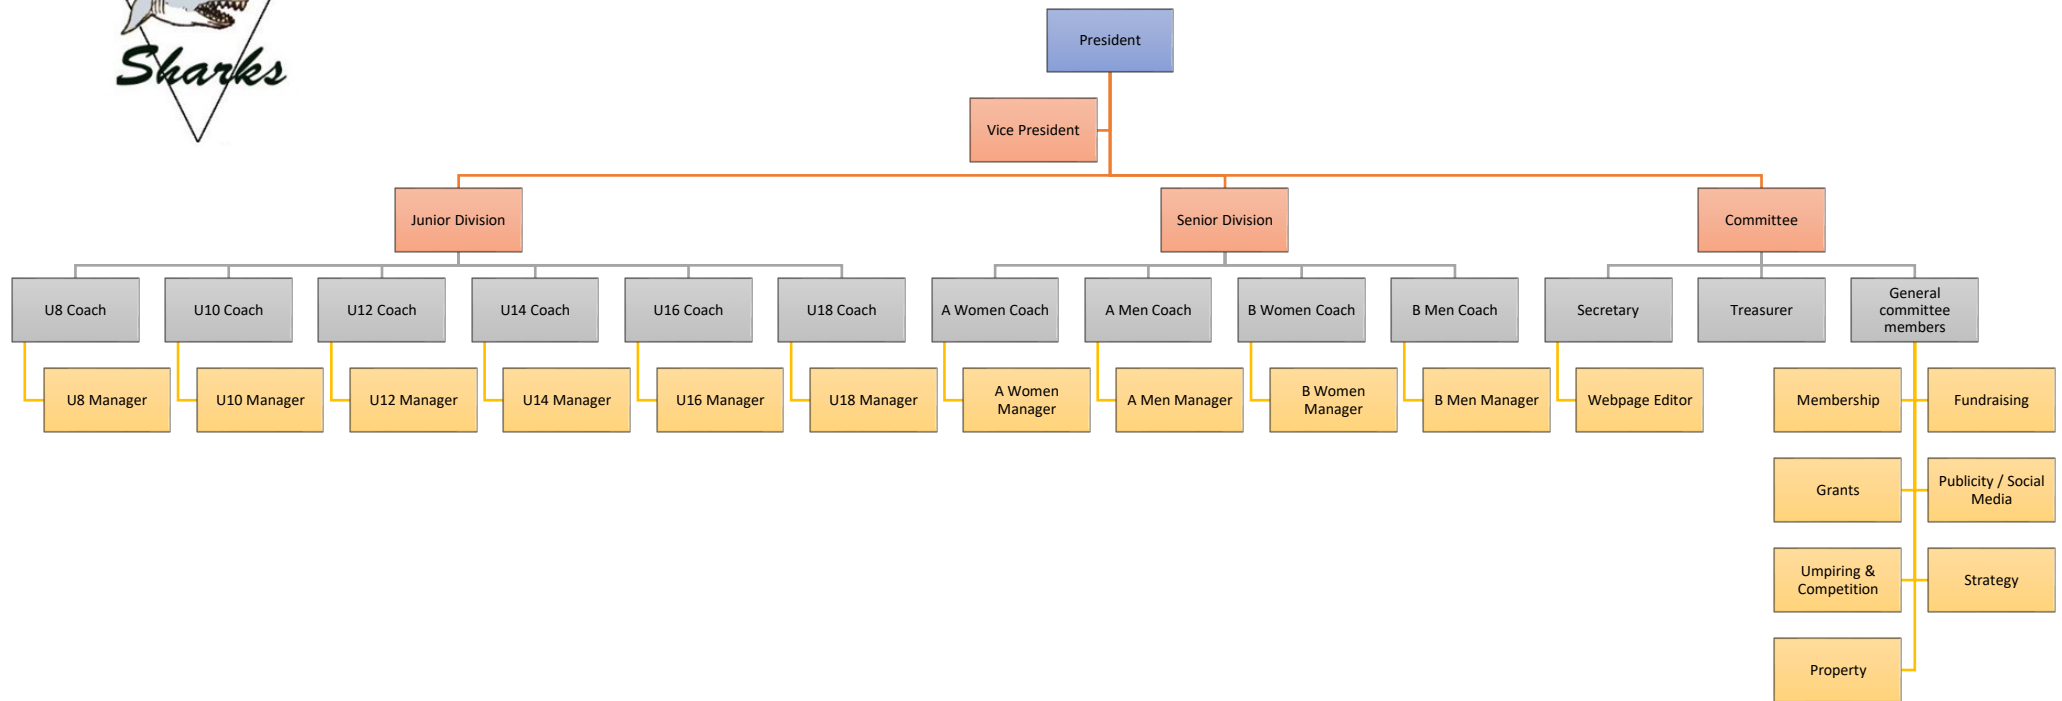 Sharks
President
Vice President
Junior Division
Senior Division
Committee
U8 Coach
U10 Coach
U12 Coach
U14 Coach
U16 Coach
U18 Coach
A Women Coach
A Men Coach
B Women Coach
B Men Coach
Secretary
Treasurer
General
committee
members
U8 Manager
U10 Manager
U12 Manager
U14 Manager
U16 Manager
U18 Manager
A Women
Manager
A Men Manager
B Women
Manager
B Men Manager
Webpage Editor
Membership
Fundraising
Grants
Publicity / Social
Media
Umpiring &
Competition
Strategy
Property